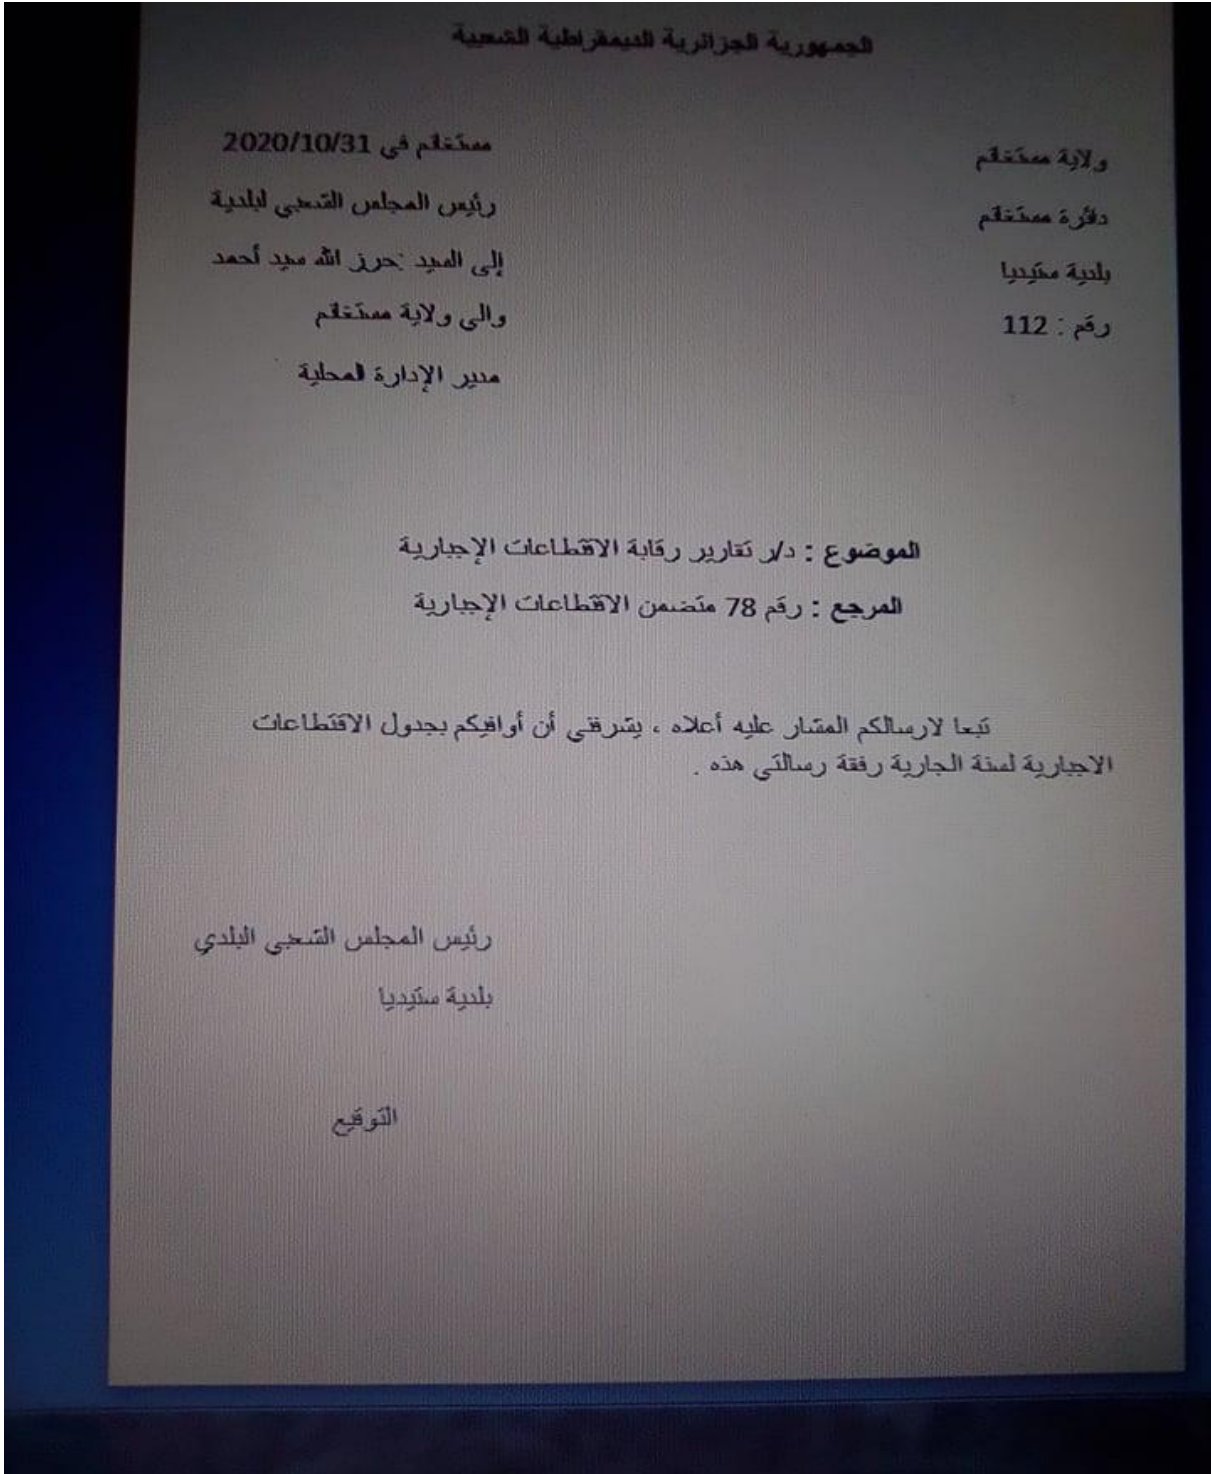 الجمهورية الجزائرية الديمقراطية الشعبية
ولاية مستغانم
دائرة مستغانم
بلدية ستيديا
رقم : 112
مستغانم في 2020/10/31
رئيس المجلس الشعبي لبلدية
إلى السيد :حرز الله سيد أحمد
والي ولاية مستغانم
مدير الإدارة المحلية
الموضوع : د/ر تقارير رقابة الاقتطاعات الإجبارية
المرجع : رقم 78 متضمن الاقتطاعات الإجبارية
تبعا لارسالكم المشار عليه أعلاه ، يشرفني أن أوافيكم بجدول الاقتطاعات
الاجبارية لسنة الجارية رفقة رسالتي هذه .
رئيس المجلس الشعبي البلدي
بلدية ستيديا
التوقيع